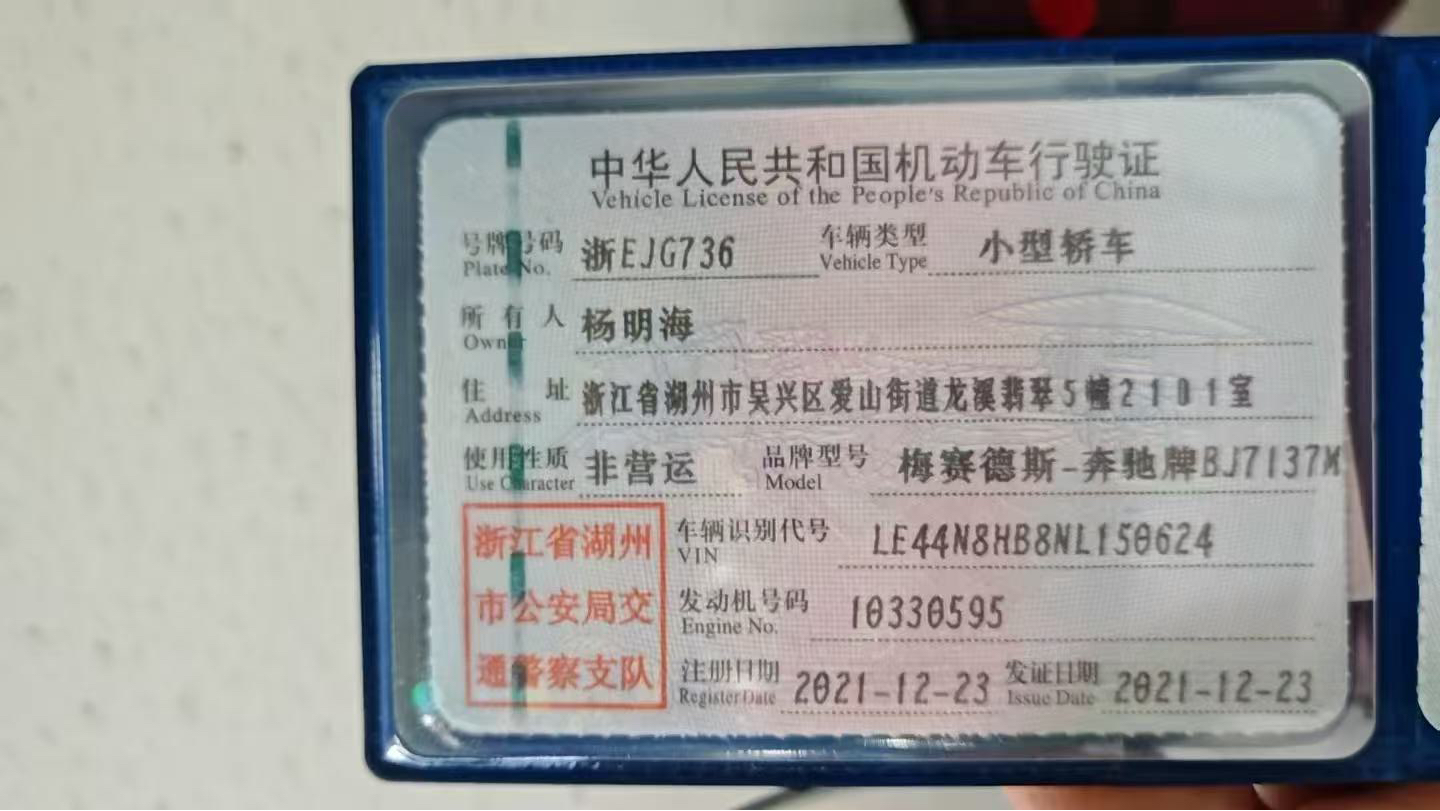 中华人民共和国机动车行驶证
Vehicle License of the People's Republic of China
号牌号码 浙EJG736 车辆类型 小型轿车
Plate No. Vehicle Type
所有人 杨明海
Owner
住址 浙江省湖州市吴兴区爱山街道龙溪翡翠5幢2101室
Address
使用性质 非营运 品牌型号 梅赛德斯-奔驰牌BJ7137M
Use Character Model
浙江省湖州
市公安局交
通警察支队
车辆识别代号 LE44N8HB8NL150624
VIN
发动机号码 10330595
Engine No.
注册日期 2021-12-23 发证日期 2021-12-23
Register Date Issue Date